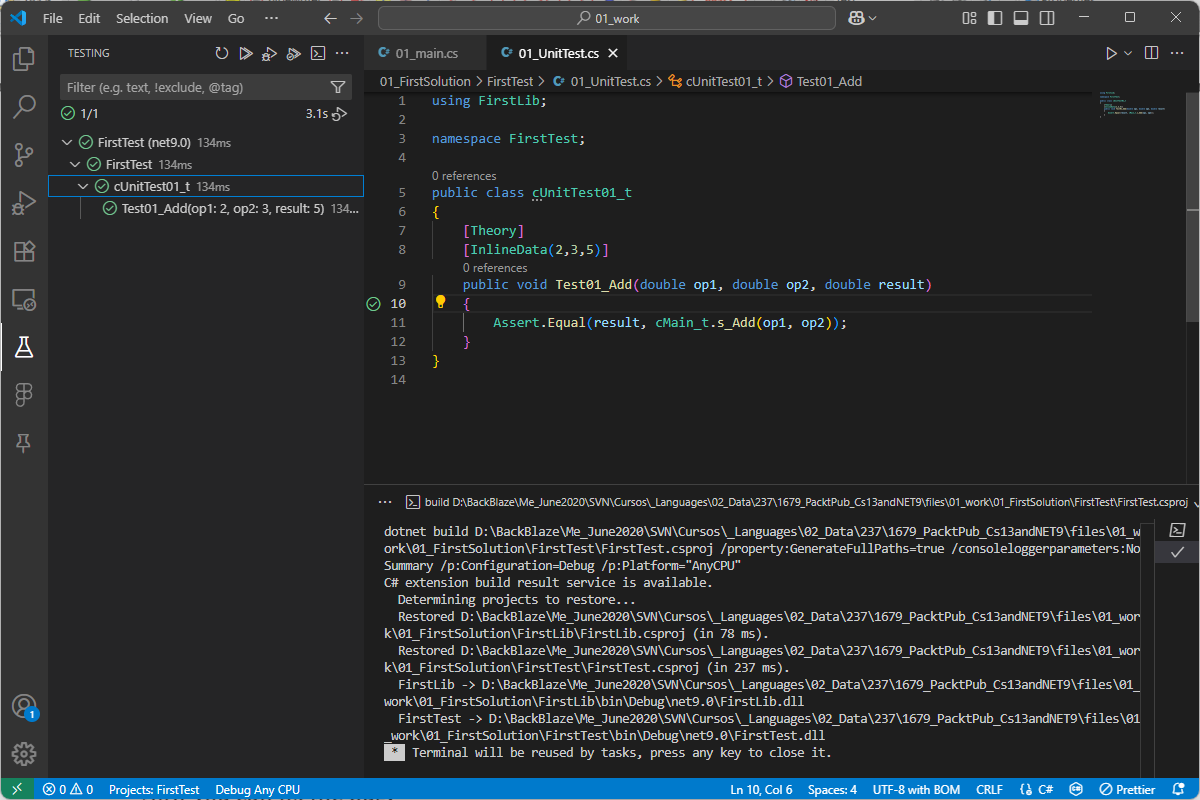 File Edit Selection View Go ··· 01_work
TESTING
Filter (e.g. text, !exclude, @tag)
1/1 3.1s
FirstTest (net9.0) 134ms
FirstTest 134ms
cUnitTest01_t 134ms
Test01_Add(op1: 2, op2: 3, result: 5) 134...
01_main.cs 01_UnitTest.cs
01_FirstSolution > FirstTest > 01_UnitTest.cs > cUnitTest01_t > Test01_Add
1 using FirstLib;
2
3 namespace FirstTest;
4
0 references
5 public class cUnitTest01_t
6 {
7 [Theory]
8 [InlineData(2,3,5)]
0 references
9 public void Test01_Add(double op1, double op2, double result)
10 {
11 Assert.Equal(result, cMain_t.s_Add(op1, op2));
12 }
13 }
14
··· build D:\BackBlaze\Me_June2020\SVN\Cursos\_Languages\02_Data\237\1679_PacktPub_Cs13andNET9\files\01_work\01_FirstSolution\FirstTest\FirstTest.csproj
dotnet build D:\BackBlaze\Me_June2020\SVN\Cursos\_Languages\02_Data\237\1679_PacktPub_Cs13andNET9\files\01_w
ork\01_FirstSolution\FirstTest\FirstTest.csproj /property:GenerateFullPaths=true /consoleloggerparameters:No
Summary /p:Configuration=Debug /p:Platform="AnyCPU"
C# extension build result service is available.
Determining projects to restore...
Restored D:\BackBlaze\Me_June2020\SVN\Cursos\_Languages\02_Data\237\1679_PacktPub_Cs13andNET9\files\01_wor
k\01_FirstSolution\FirstLib\FirstLib.csproj (in 78 ms).
Restored D:\BackBlaze\Me_June2020\SVN\Cursos\_Languages\02_Data\237\1679_PacktPub_Cs13andNET9\files\01_wor
k\01_FirstSolution\FirstTest\FirstTest.csproj (in 237 ms).
FirstLib -> D:\BackBlaze\Me_June2020\SVN\Cursos\_Languages\02_Data\237\1679_PacktPub_Cs13andNET9\files\01_
work\01_FirstSolution\FirstLib\bin\Debug\net9.0\FirstLib.dll
FirstTest -> D:\BackBlaze\Me_June2020\SVN\Cursos\_Languages\02_Data\237\1679_PacktPub_Cs13andNET9\files\01
_work\01_FirstSolution\FirstTest\bin\Debug\net9.0\FirstTest.dll
* Terminal will be reused by tasks, press any key to close it.
1
0 0 Projects: FirstTest Debug Any CPU Ln 10, Col 6 Spaces: 4 UTF-8 with BOM CRLF C# Prettier